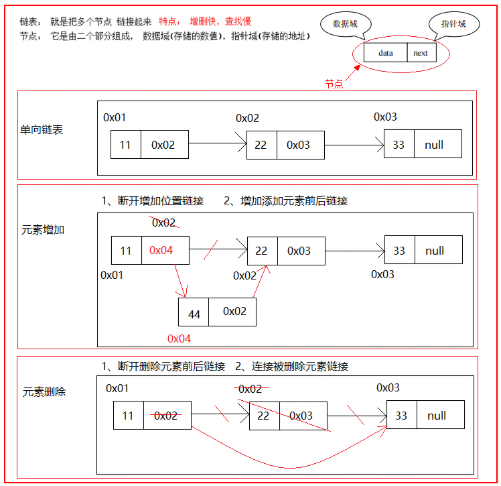 链表： 就是把多个节点 链接起来 特点： 增删快，查找慢
节点： 它是由二个部分组成， 数据域(存储的数值)，指针域(存储的地址)
数据域
指针域
data next
节点
单向链表
0x01 0x02 0x03
11 0x02 22 0x03 33 null
元素增加
1、断开增加位置链接 2、增加添加元素前后链接
0x02
11 0x04 22 0x03 33 null
0x01 0x02 0x03
44 0x02
0x04
元素删除
1、断开删除元素前后链接 2、连接被删除元素链接
0x01 0x02 0x03
11 0x02 22 0x03 33 null